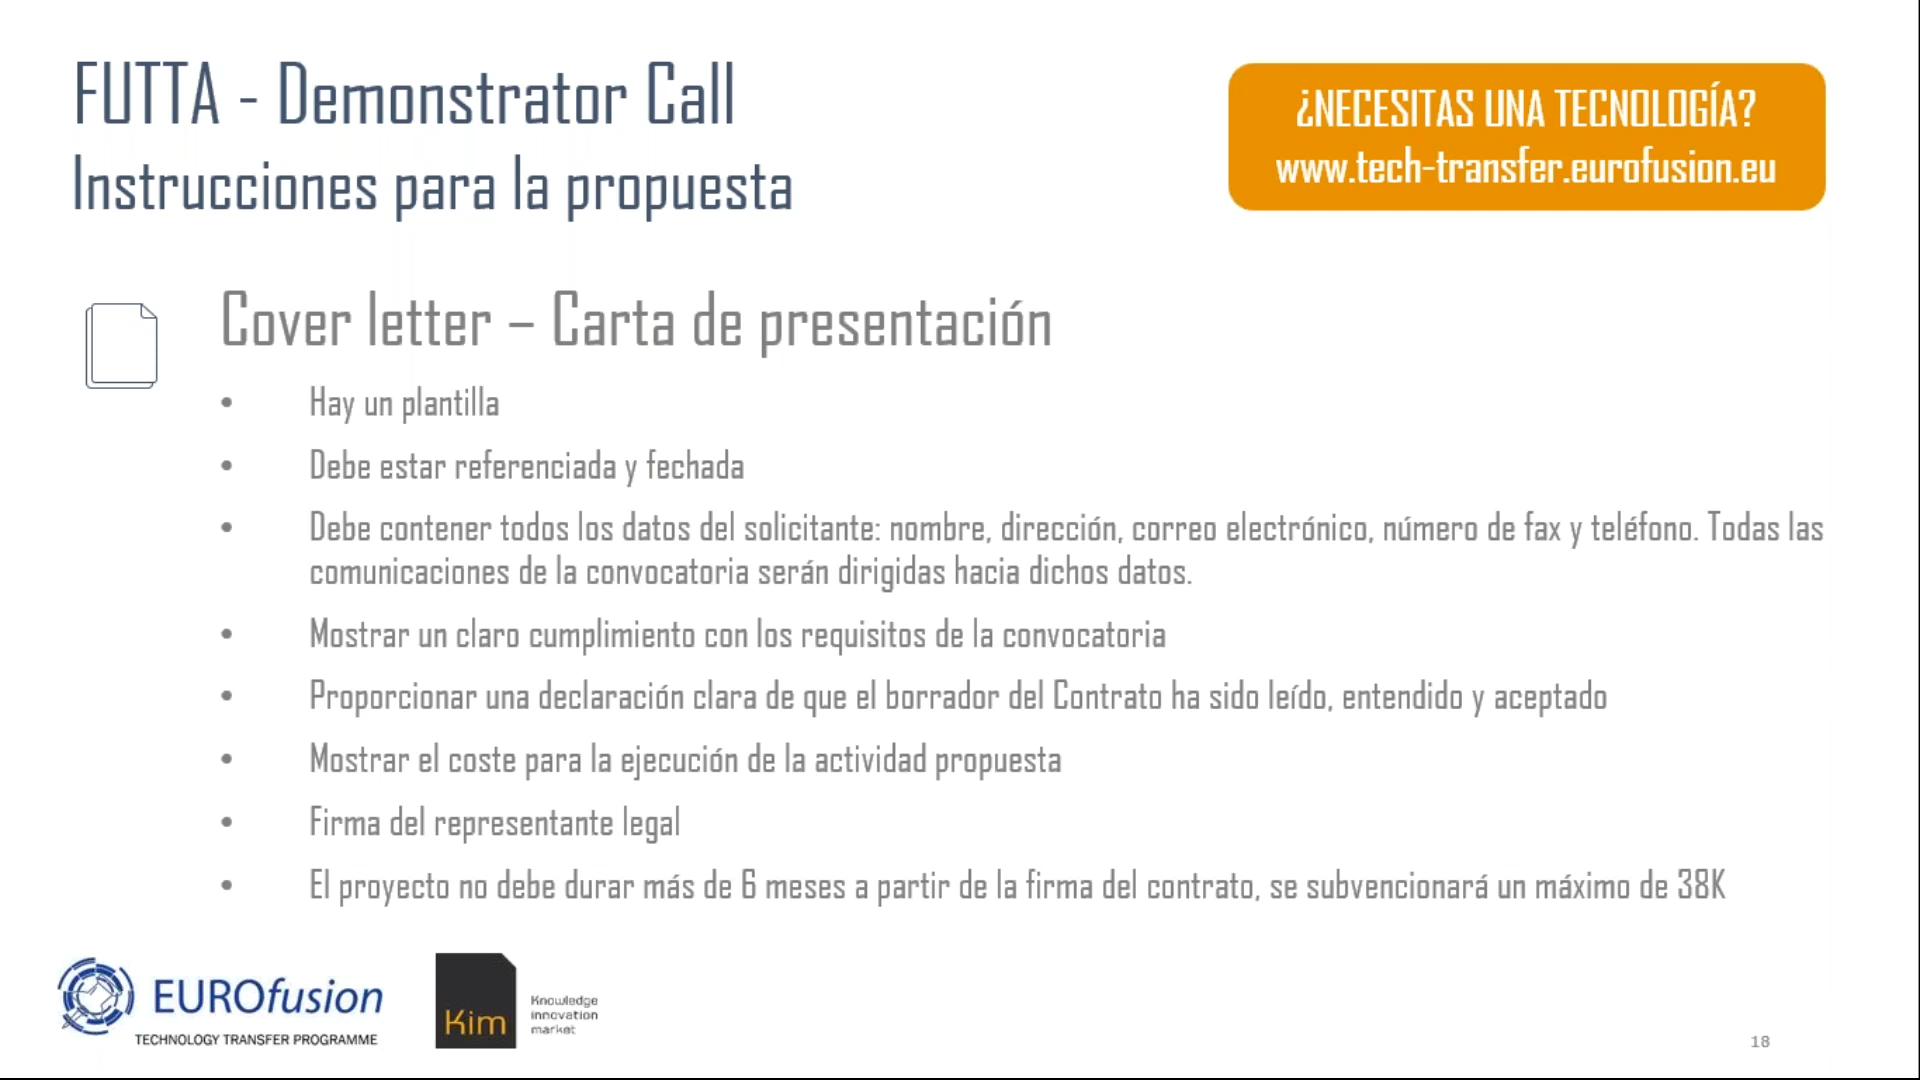 FUTTA - Demonstrator Call
Instrucciones para la propuesta
¿NECESITAS UNA TECNOLOGÍA?
www.tech-transfer.eurofusion.eu
Cover letter – Carta de presentación
• Hay un plantilla
• Debe estar referenciada y fechada
• Debe contener todos los datos del solicitante: nombre, dirección, correo electrónico, número de fax y teléfono. Todas las
comunicaciones de la convocatoria serán dirigidas hacia dichos datos.
• Mostrar un claro cumplimiento con los requisitos de la convocatoria
• Proporcionar una declaración clara de que el borrador del Contrato ha sido leído, entendido y aceptado
• Mostrar el coste para la ejecución de la actividad propuesta
• Firma del representante legal
• El proyecto no debe durar más de 6 meses a partir de la firma del contrato, se subvencionará un máximo de 38K
EUROfusion
TECHNOLOGY TRANSFER PROGRAMME
Kim
Knowledge
innovation
market
18